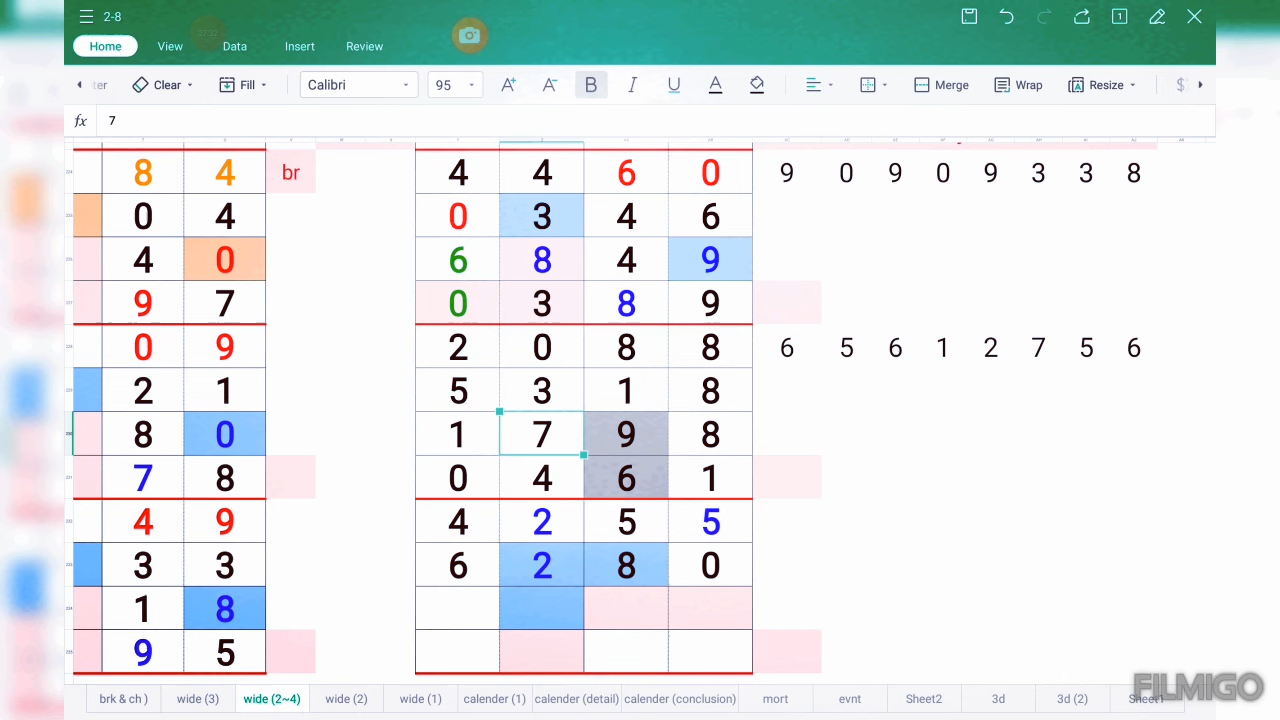 2-8
1
Home View Data Insert Review
ter Clear Fill Calibri 95 A+ A- B I U A Merge Wrap Resize $
fx 7
8 4 br 4 4 6 0 9 0 9 0 9 3 3 8
0 4 0 3 4 6
4 0 6 8 4 9
9 7 0 3 8 9
0 9 2 0 8 8 6 5 6 1 2 7 5 6
2 1 5 3 1 8
8 0 1 7 9 8
7 8 0 4 6 1
4 9 4 2 5 5
3 3 6 2 8 0
1 8
9 5
brk & ch ) wide (3) wide (2~4) wide (2) wide (1) calender (1) calender (detail) calender (conclusion) mort evnt Sheet2 3d 3d (2) Sheet1
FILMIGO